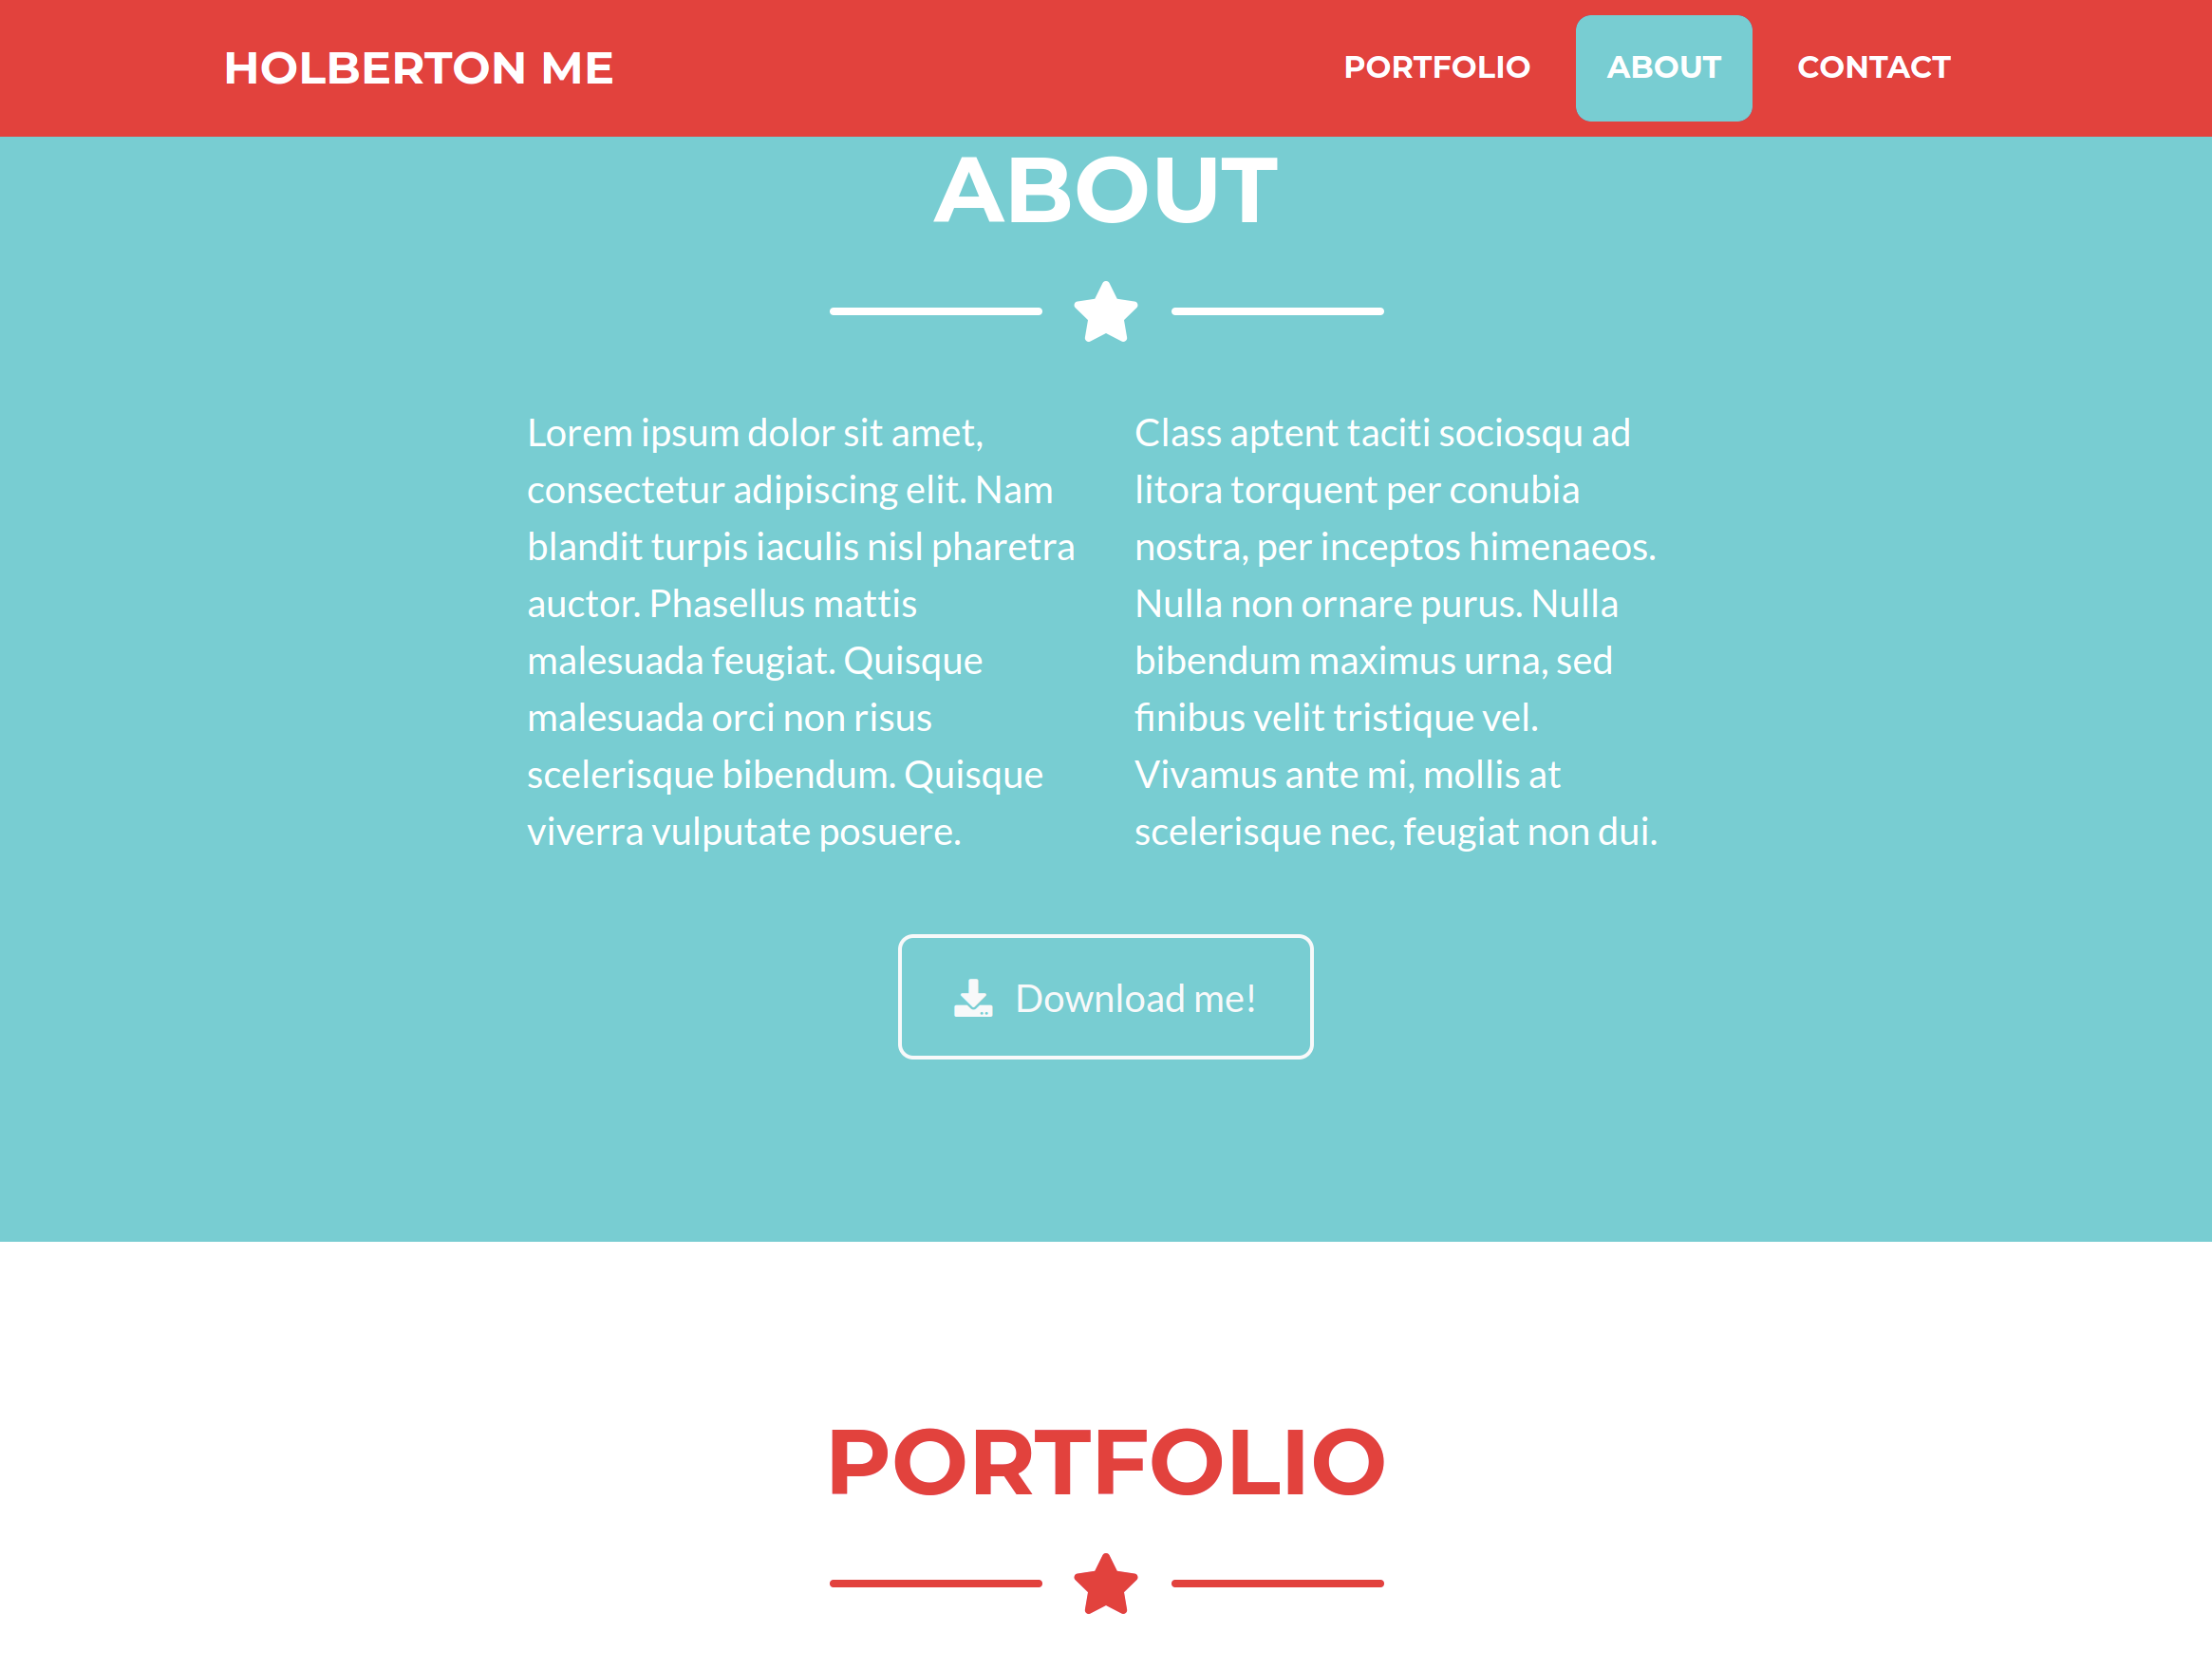 HOLBERTON ME
PORTFOLIO
ABOUT
CONTACT
ABOUT
Lorem ipsum dolor sit amet,
consectetur adipiscing elit. Nam
blandit turpis iaculis nisl pharetra
auctor. Phasellus mattis
malesuada feugiat. Quisque
malesuada orci non risus
scelerisque bibendum. Quisque
viverra vulputate posuere.
Class aptent taciti sociosqu ad
litora torquent per conubia
nostra, per inceptos himenaeos.
Nulla non ornare purus. Nulla
bibendum maximus urna, sed
finibus velit tristique vel.
Vivamus ante mi, mollis at
scelerisque nec, feugiat non dui.
Download me!
PORTFOLIO